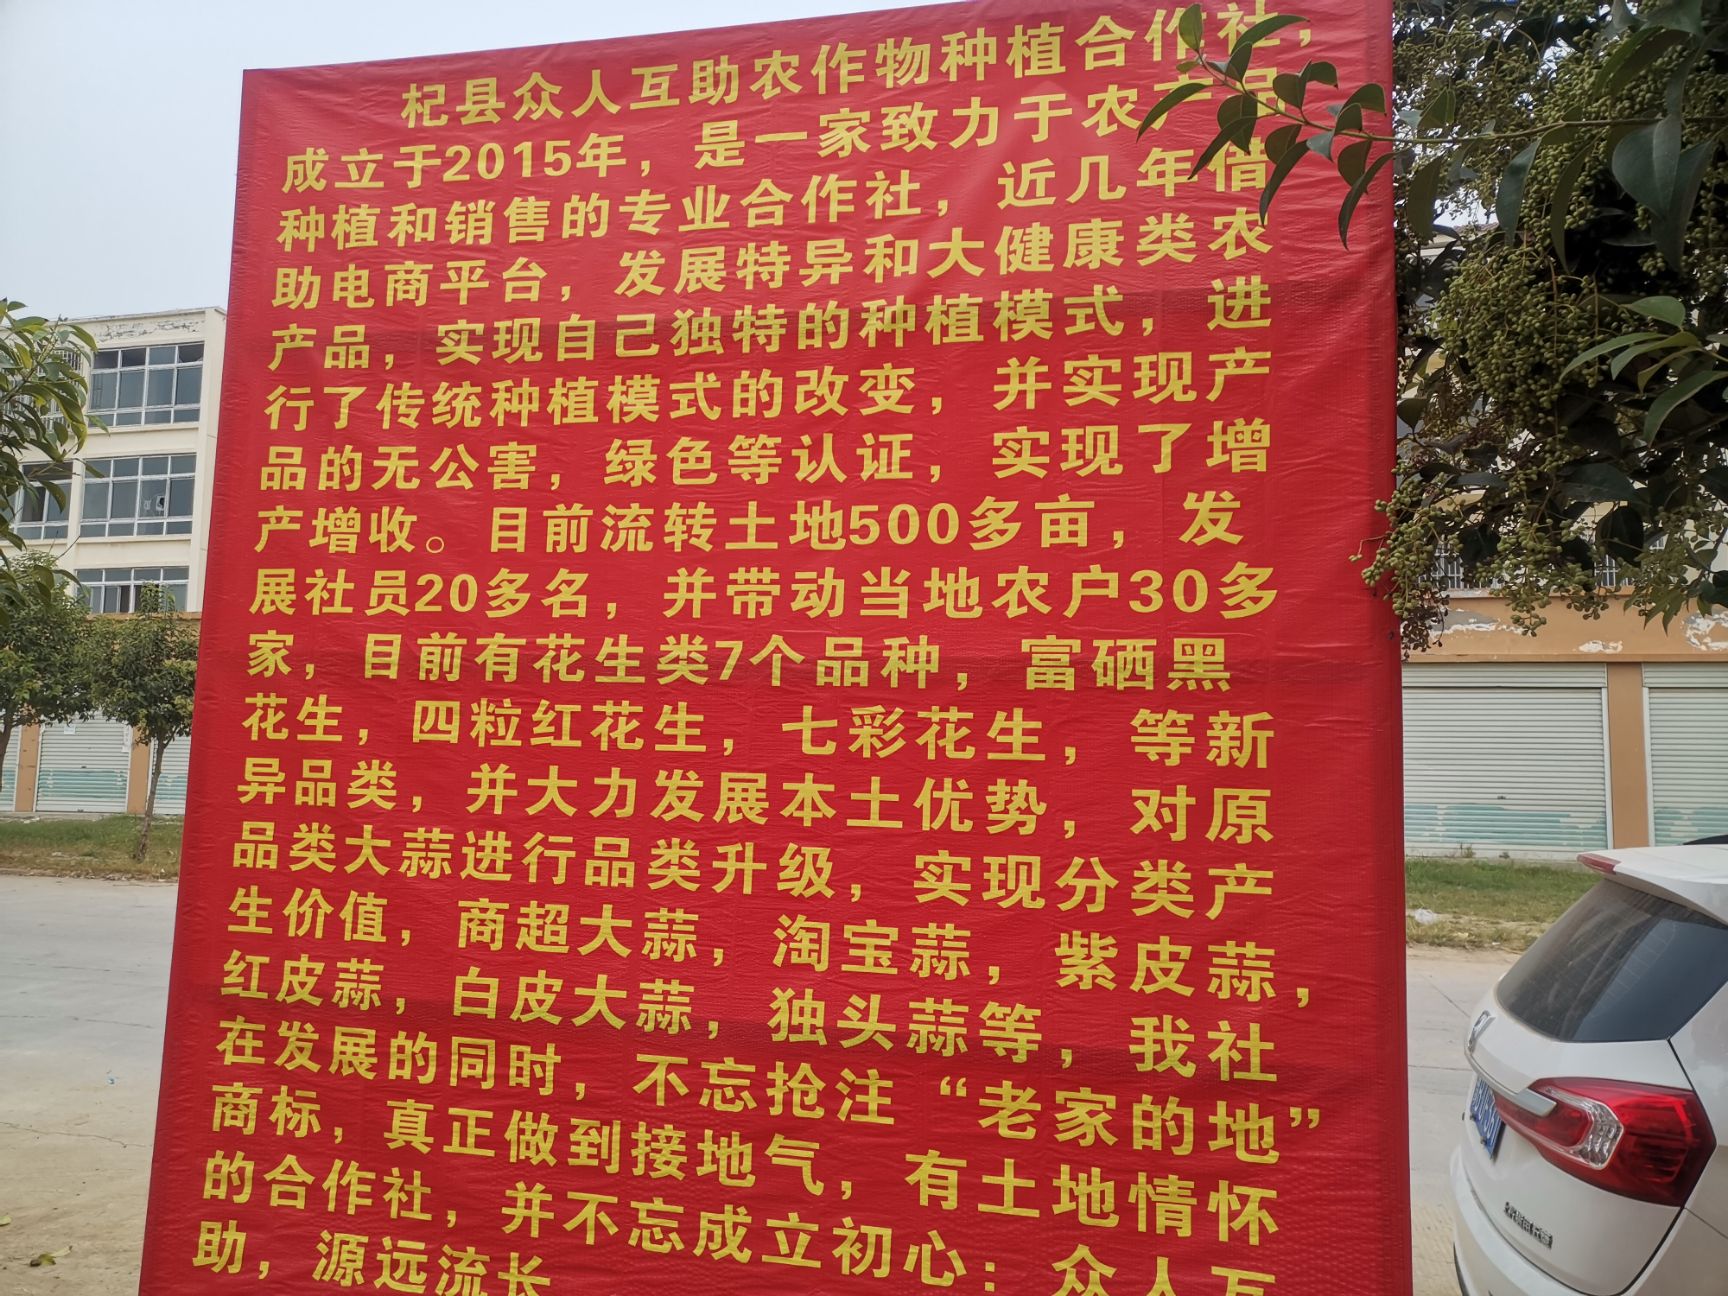 杞县众人互助农作物种植合作社，
成立于2015年，是一家致力于农产品
种植和销售的专业合作社，近几年借
助电商平台，发展特异和大健康类农
产品，实现自己独特的种植模式，进
行了传统种植模式的改变，并实现产
品的无公害，绿色等认证，实现了增
产增收。目前流转土地500多亩，发
展社员20多名，并带动当地农户30多
家，目前有花生类7个品种，富硒黑
花生，四粒红花生，七彩花生，等新
异品类，并大力发展本土优势，对原
品类大蒜进行品类升级，实现分类产
生价值，商超大蒜，淘宝蒜，紫皮蒜，
红皮蒜，白皮大蒜，独头蒜等，我社
在发展的同时，不忘抢注“老家的地”
商标，真正做到接地气，有土地情怀
的合作社，并不忘成立初心：众人互
助，源远流长